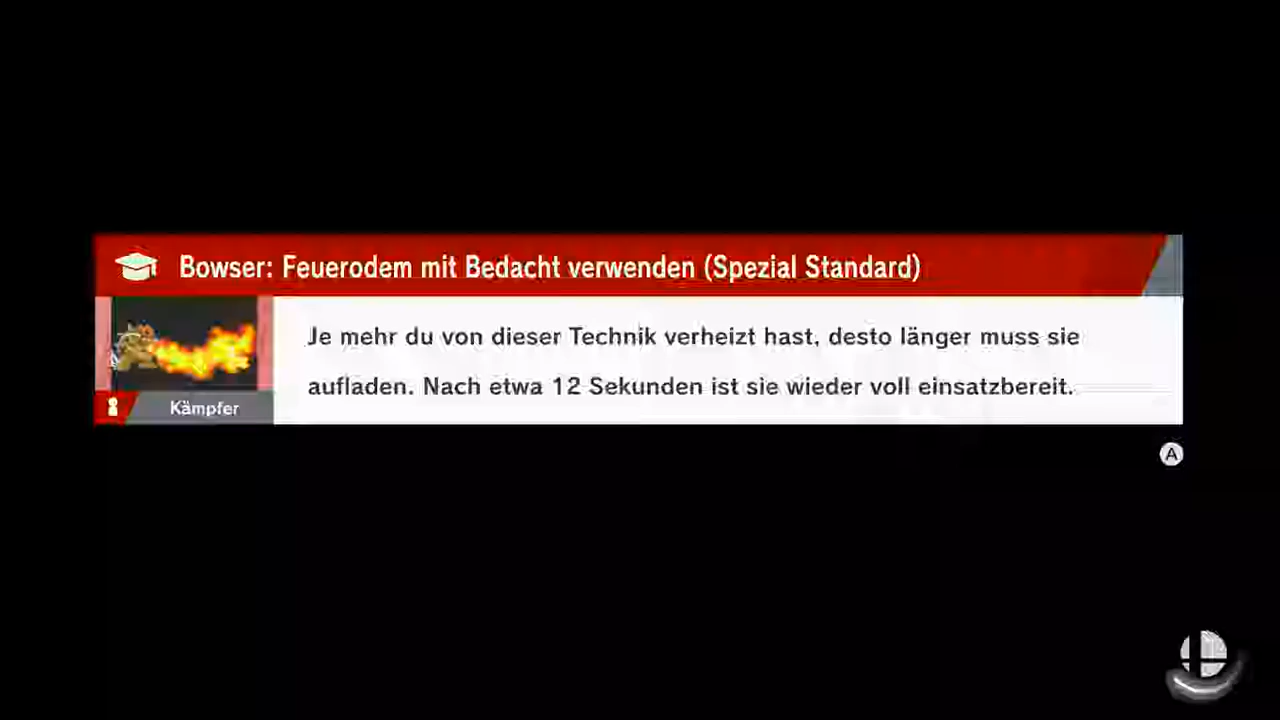 Bowser: Feuerodem mit Bedacht verwenden (Spezial Standard)
Je mehr du von dieser Technik verheizt hast, desto länger muss sie
aufladen. Nach etwa 12 Sekunden ist sie wieder voll einsatzbereit.
Kämpfer
A